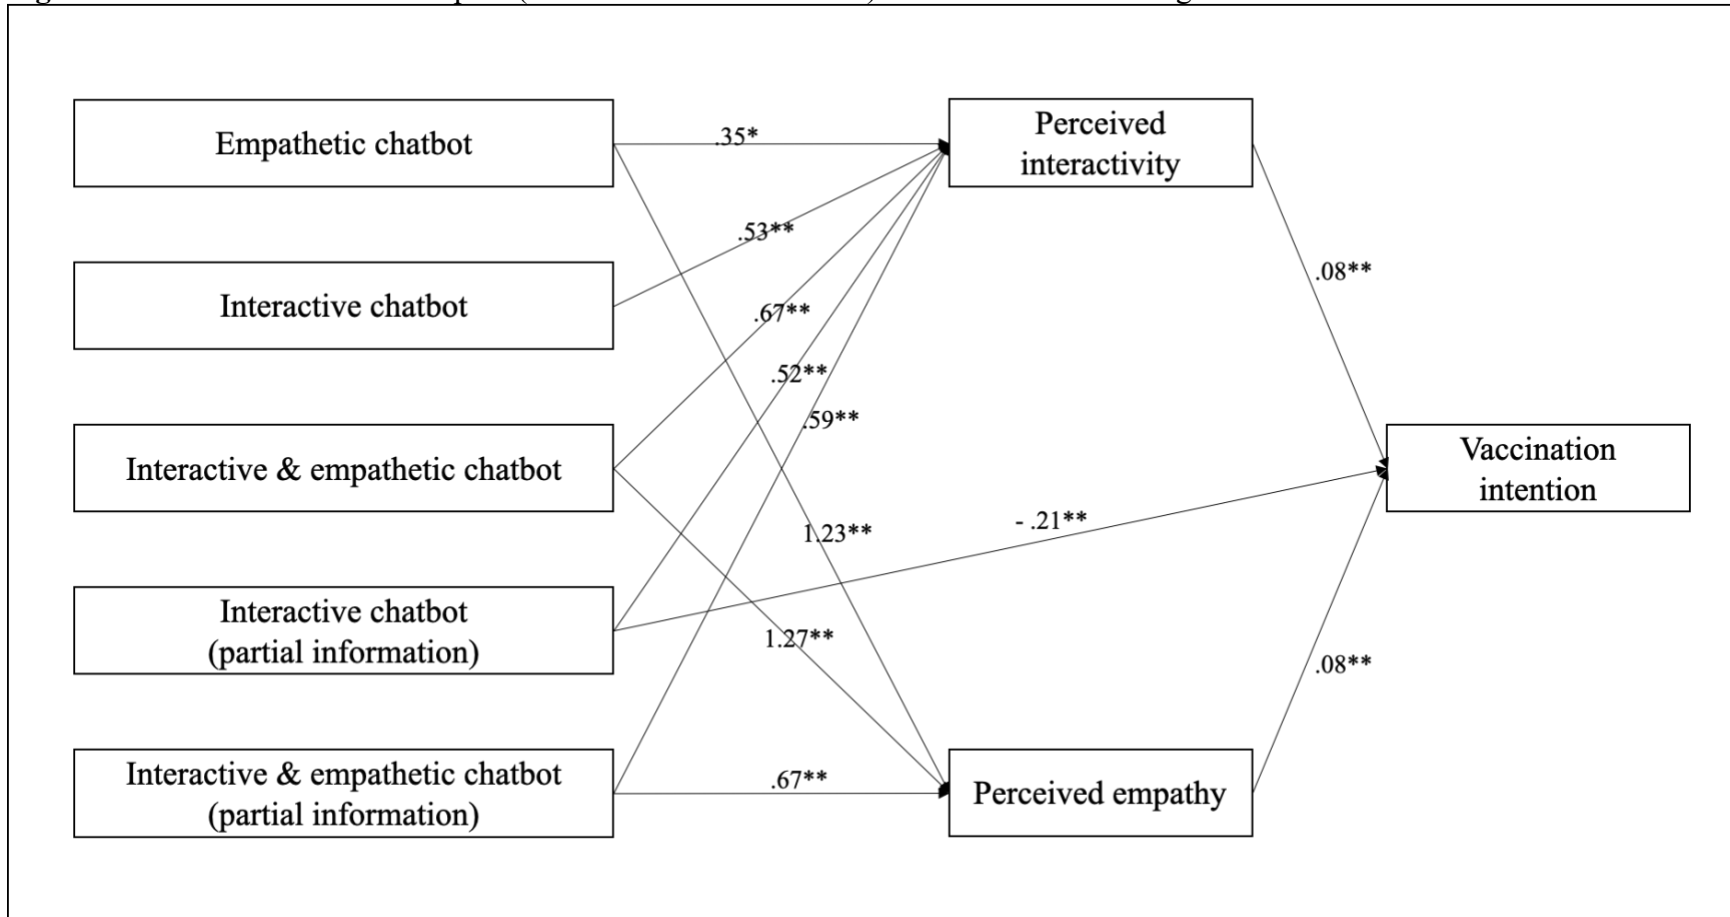 Empathetic chatbot
Perceived
interactivity
.35*
.53**
Interactive chatbot
.08**
.67**
.52**
.59**
Interactive & empathetic chatbot
Vaccination
intention
- .21**
1.23**
Interactive chatbot
(partial information)
1.27**
.08**
Interactive & empathetic chatbot
(partial information)
.67**
Perceived empathy